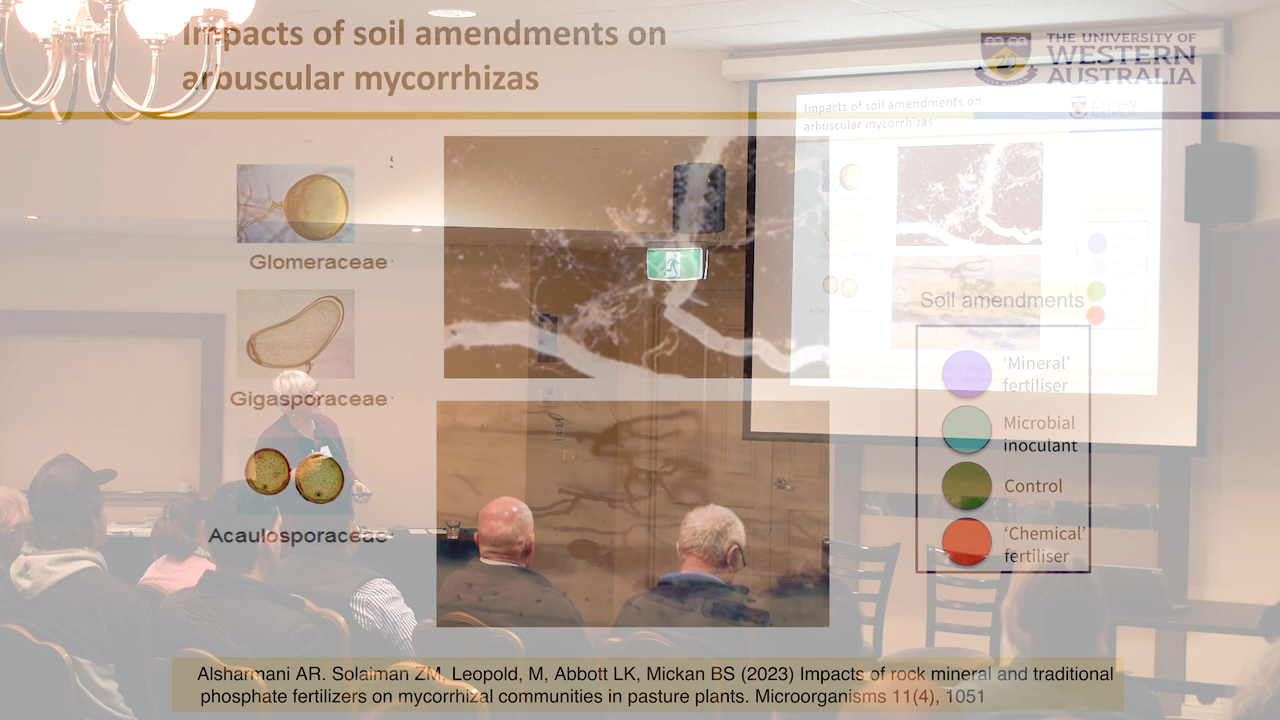 Impacts of soil amendments on
arbuscular mycorrhizas
THE UNIVERSITY OF
WESTERN
AUSTRALIA
Impacts of soil amendments on
arbuscular mycorrhizas
WESTERN
AUSTRALIA
Glomeraceae
Gigasporaceae
Acaulosporaceae
Soil amendments
‘Mineral’
fertiliser
Microbial
inoculant
Control
‘Chemical’
fertiliser
Alsharmani AR. Solaiman ZM, Leopold, M, Abbott LK, Mickan BS (2023) Impacts of rock mineral and traditional
phosphate fertilizers on mycorrhizal communities in pasture plants. Microorganisms 11(4), 1051